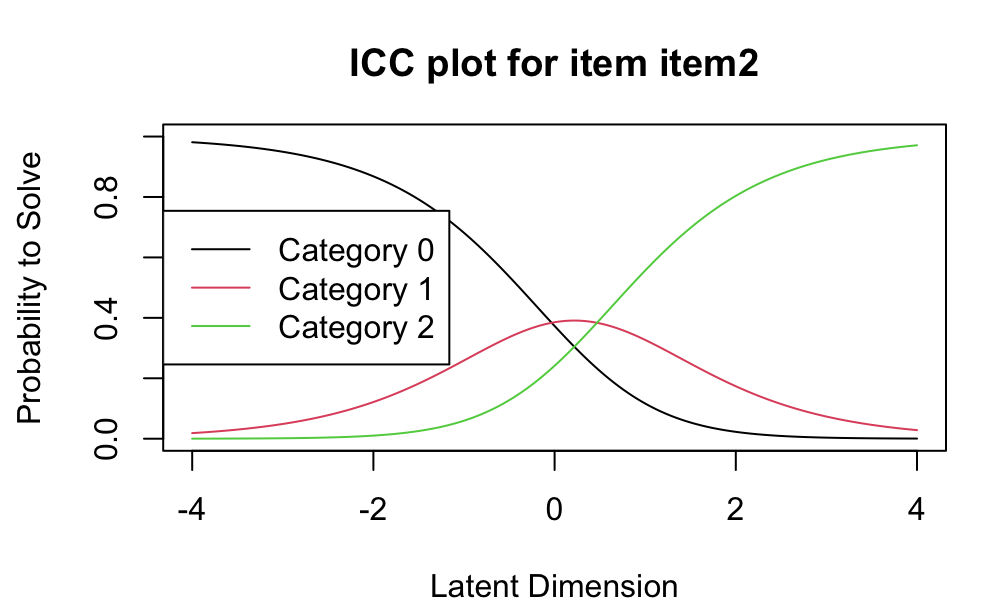 ICC plot for item item2
Probability to Solve
0.8
0.4
0.0
Category 0
Category 1
Category 2
-4 -2 0 2 4
Latent Dimension